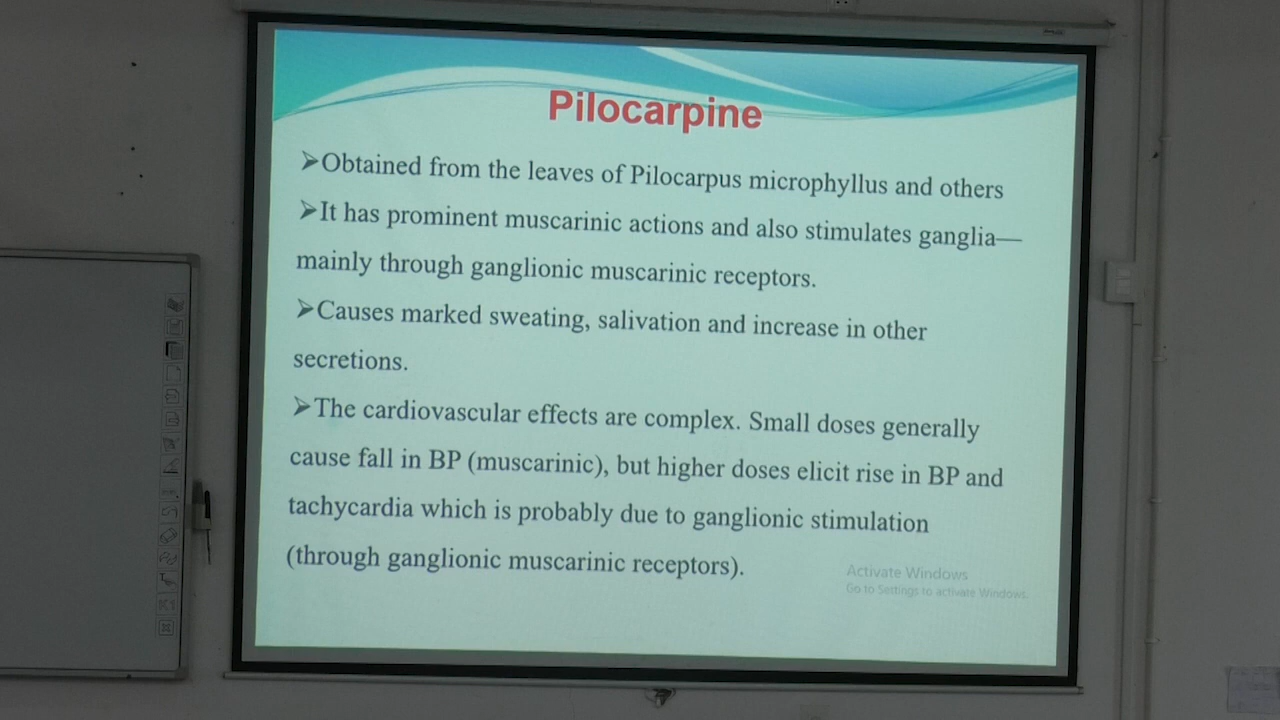 Pilocarpine
➢Obtained from the leaves of Pilocarpus microphyllus and others
➢It has prominent muscarinic actions and also stimulates ganglia—
mainly through ganglionic muscarinic receptors.
➢Causes marked sweating, salivation and increase in other
secretions.
➢The cardiovascular effects are complex. Small doses generally
cause fall in BP (muscarinic), but higher doses elicit rise in BP and
tachycardia which is probably due to ganglionic stimulation
(through ganglionic muscarinic receptors).
Activate Windows
Go to Settings to activate Windows.